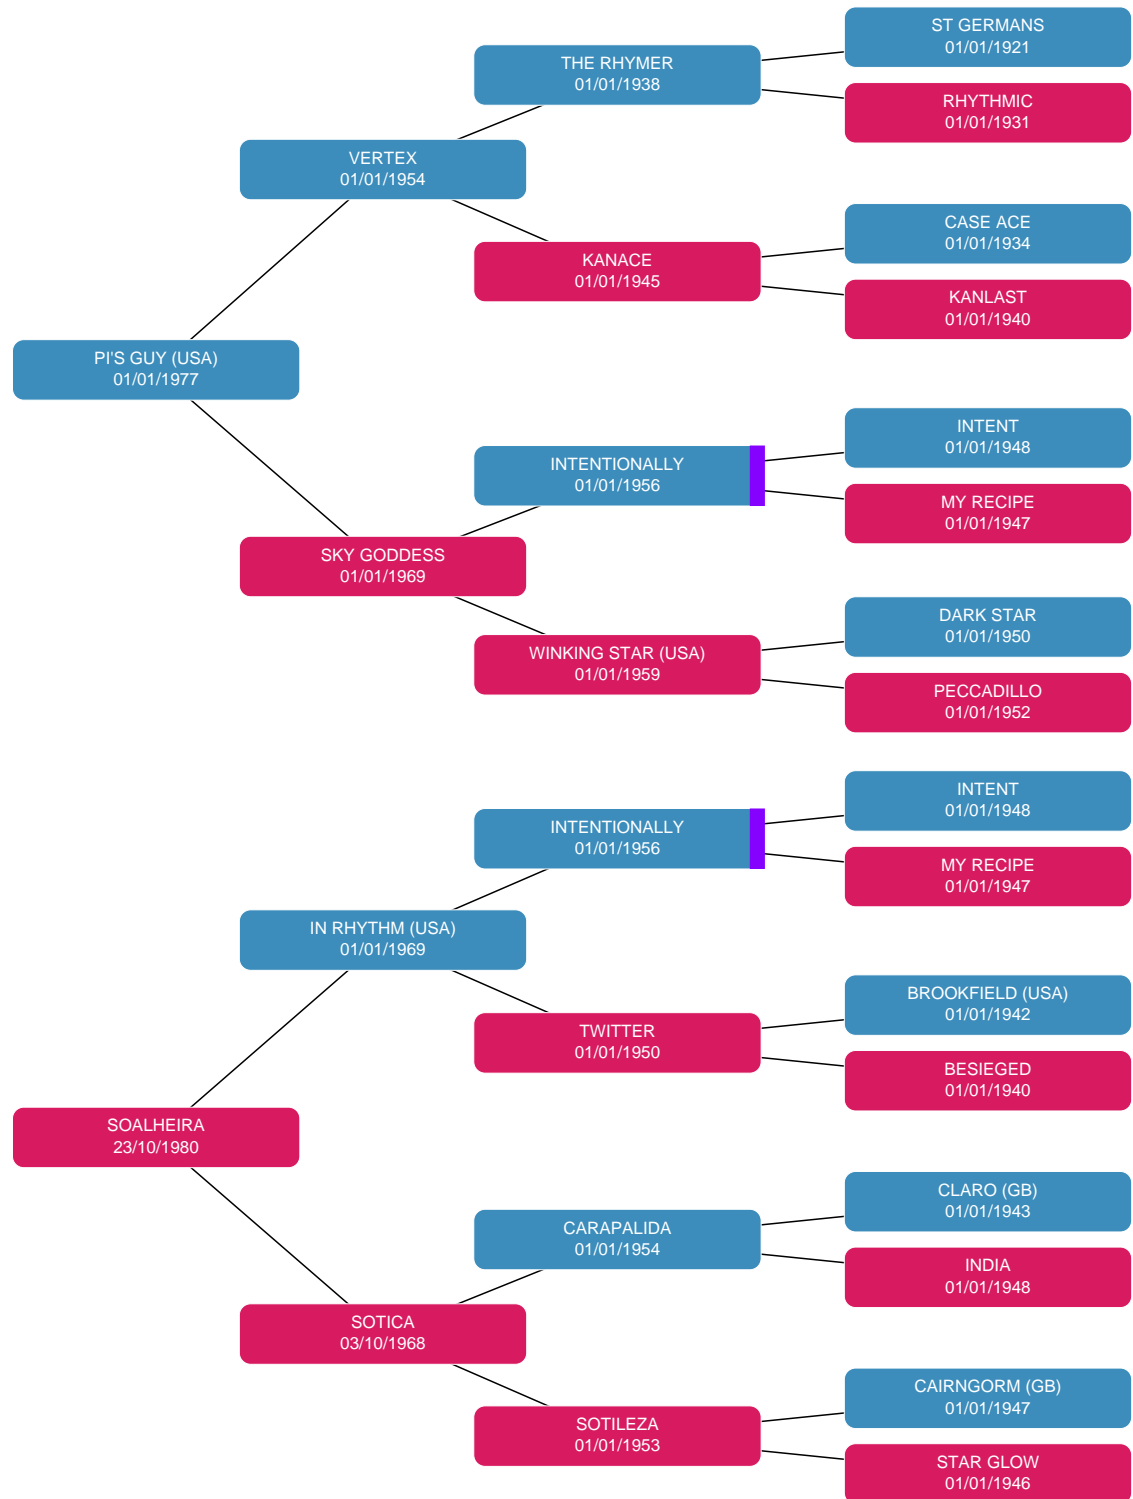 ST GERMANS
01/01/1921
THE RHYMER
01/01/1938
RHYTHMIC
01/01/1931
VERTEX
01/01/1954
CASE ACE
01/01/1934
KANACE
01/01/1945
KANLAST
01/01/1940
PI'S GUY (USA)
01/01/1977
INTENT
01/01/1948
INTENTIONALLY
01/01/1956
MY RECIPE
01/01/1947
SKY GODDESS
01/01/1969
DARK STAR
01/01/1950
WINKING STAR (USA)
01/01/1959
PECCADILLO
01/01/1952
INTENT
01/01/1948
INTENTIONALLY
01/01/1956
MY RECIPE
01/01/1947
IN RHYTHM (USA)
01/01/1969
BROOKFIELD (USA)
01/01/1942
TWITTER
01/01/1950
BESIEGED
01/01/1940
SOALHEIRA
23/10/1980
CLARO (GB)
01/01/1943
CARAPALIDA
01/01/1954
INDIA
01/01/1948
SOTICA
03/10/1968
CAIRNGORM (GB)
01/01/1947
SOTILEZA
01/01/1953
STAR GLOW
01/01/1946